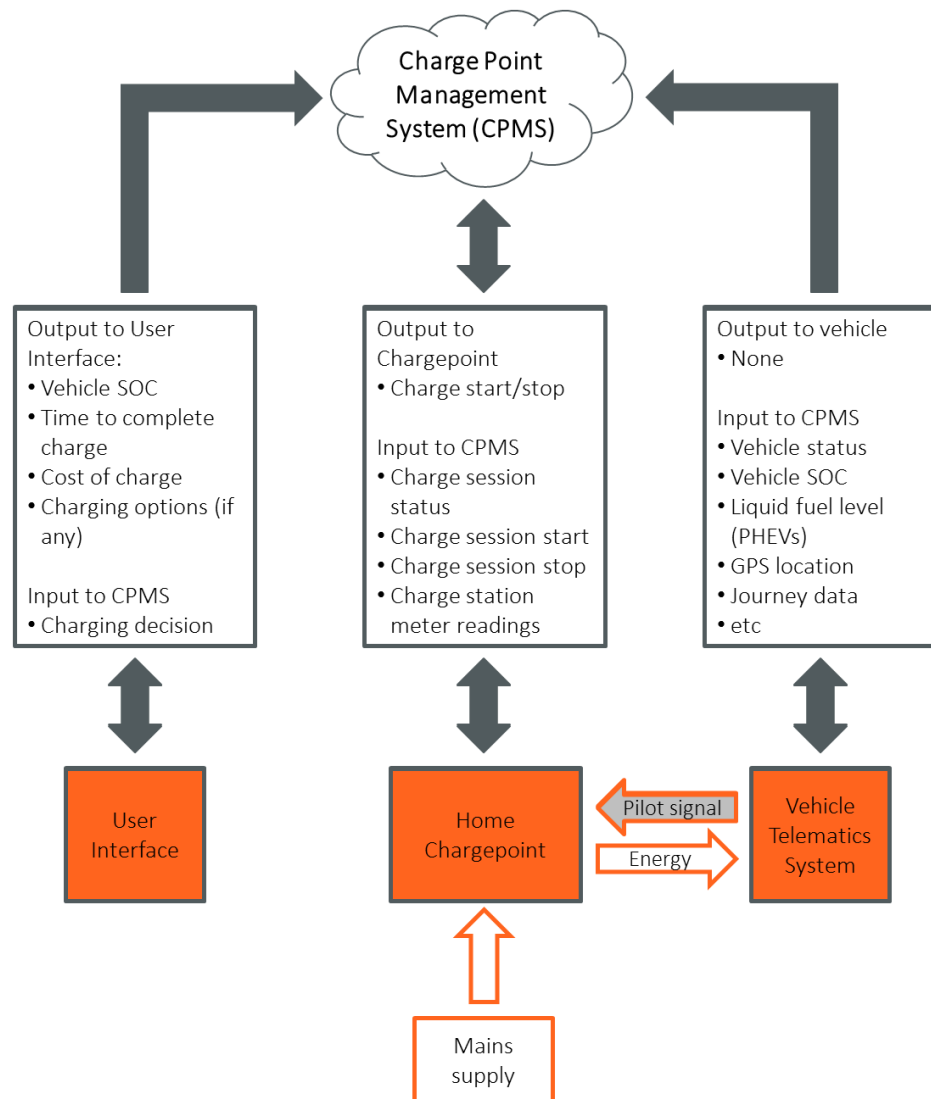 Charge Point
Management
System (CPMS)
Output to User
Interface:
• Vehicle SOC
• Time to complete
charge
• Cost of charge
• Charging options (if
any)
Input to CPMS
• Charging decision
Output to
Chargepoint
• Charge start/stop
Input to CPMS
• Charge session
status
• Charge session start
• Charge session stop
• Charge station
meter readings
Output to vehicle
• None
Input to CPMS
• Vehicle status
• Vehicle SOC
• Liquid fuel level
(PHEVs)
• GPS location
• Journey data
• etc
User
Interface
Home
Chargepoint
Pilot signal
Energy
Vehicle
Telematics
System
Mains
supply